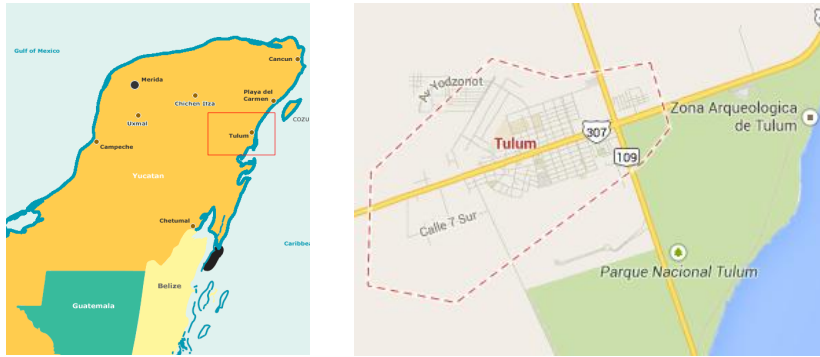 Gulf of Mexico
Cancun
Merida
Playa del
Carmen
Chichen Itza
COZU
Uxmal
Tulum
Campeche
Yucatan
Chetumal
Caribbea
Belize
Guatemala
Av Yodzonot
Zona Arqueologica
de Tulum
307
Tulum
109
Calle 7 Sur
Parque Nacional Tulum